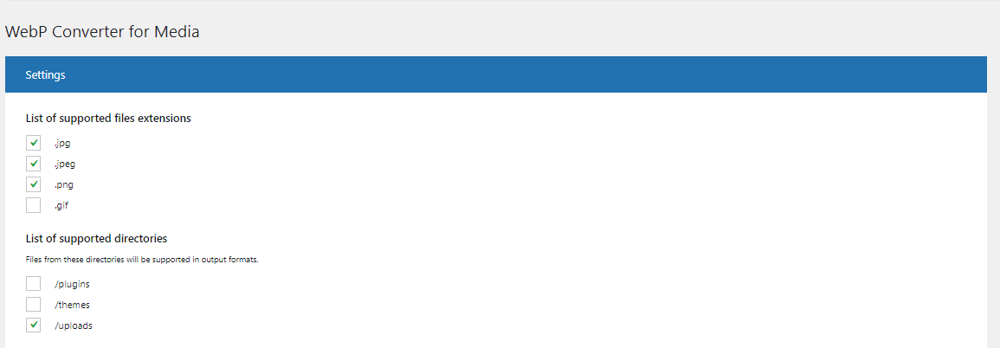 WebP Converter for Media
Settings
List of supported files extensions
.jpg
.jpeg
.png
.gif
List of supported directories
Files from these directories will be supported in output formats.
/plugins
/themes
/uploads